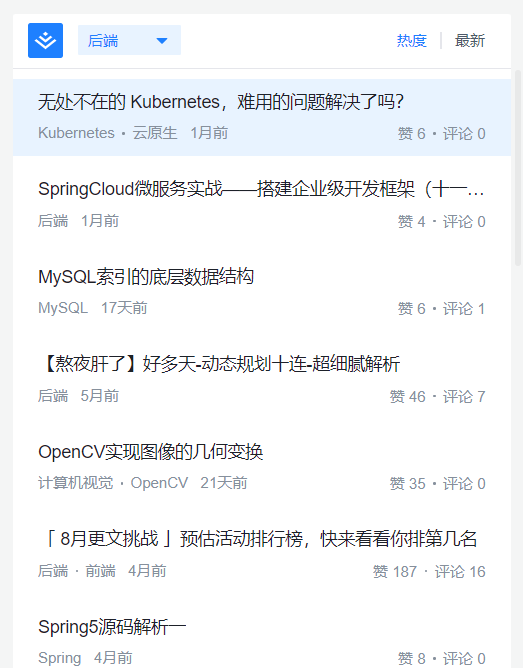 后端 热度 最新
无处不在的 Kubernetes，难用的问题解决了吗？
Kubernetes · 云原生 1月前 赞 6 · 评论 0
SpringCloud微服务实战——搭建企业级开发框架（十一…
后端 1月前 赞 4 · 评论 0
MySQL索引的底层数据结构
MySQL 17天前 赞 6 · 评论 1
【熬夜肝了】好多天-动态规划十连-超细腻解析
后端 5月前 赞 46 · 评论 7
OpenCV实现图像的几何变换
计算机视觉 · OpenCV 21天前 赞 35 · 评论 0
「 8月更文挑战 」预估活动排行榜，快来看看你排第几名
后端 · 前端 4月前 赞 187 · 评论 16
Spring5源码解析一
Spring 4月前 赞 8 · 评论 0